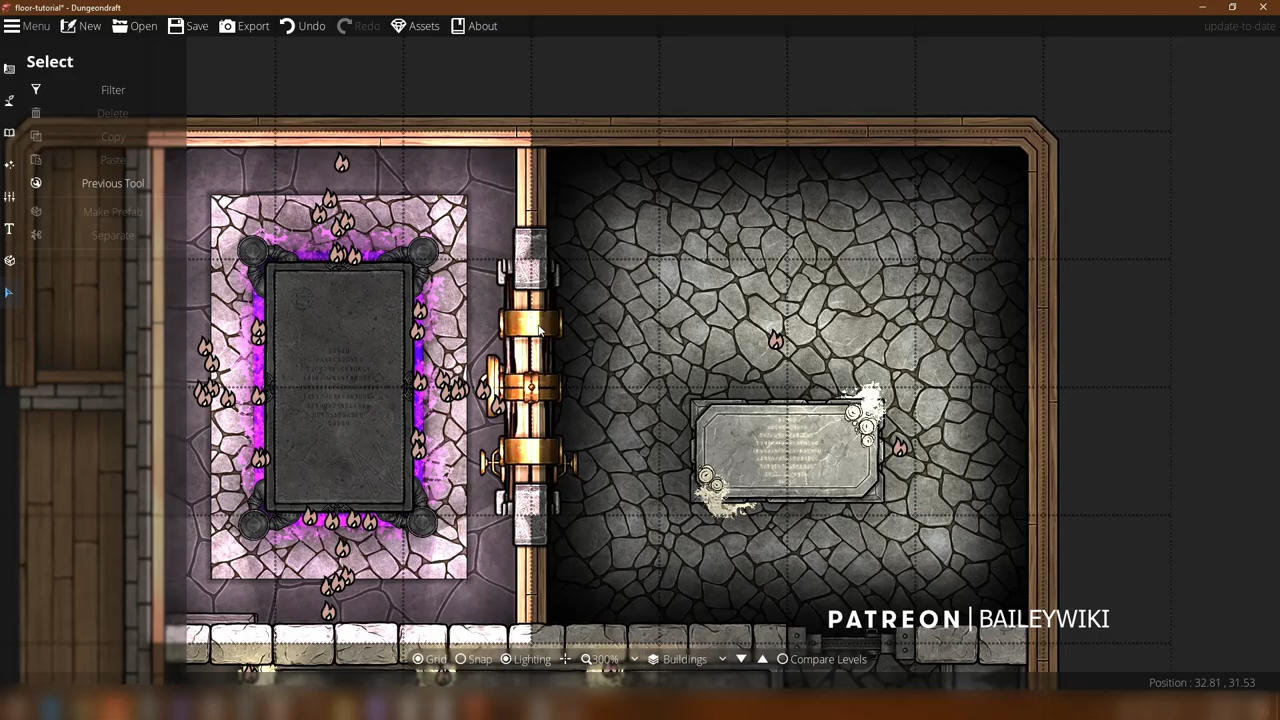 floor-tutorial* - Dungeondraft
Menu New Open Save Export Undo Redo Assets About update-to-date
Select
Filter
Delete
Copy
Paste
Previous Tool
Make Prefab
Separate
PATREON | BAILEYWIKI
Grid Snap Lighting 300% Buildings Compare Levels
Position : 32.81 , 31.53